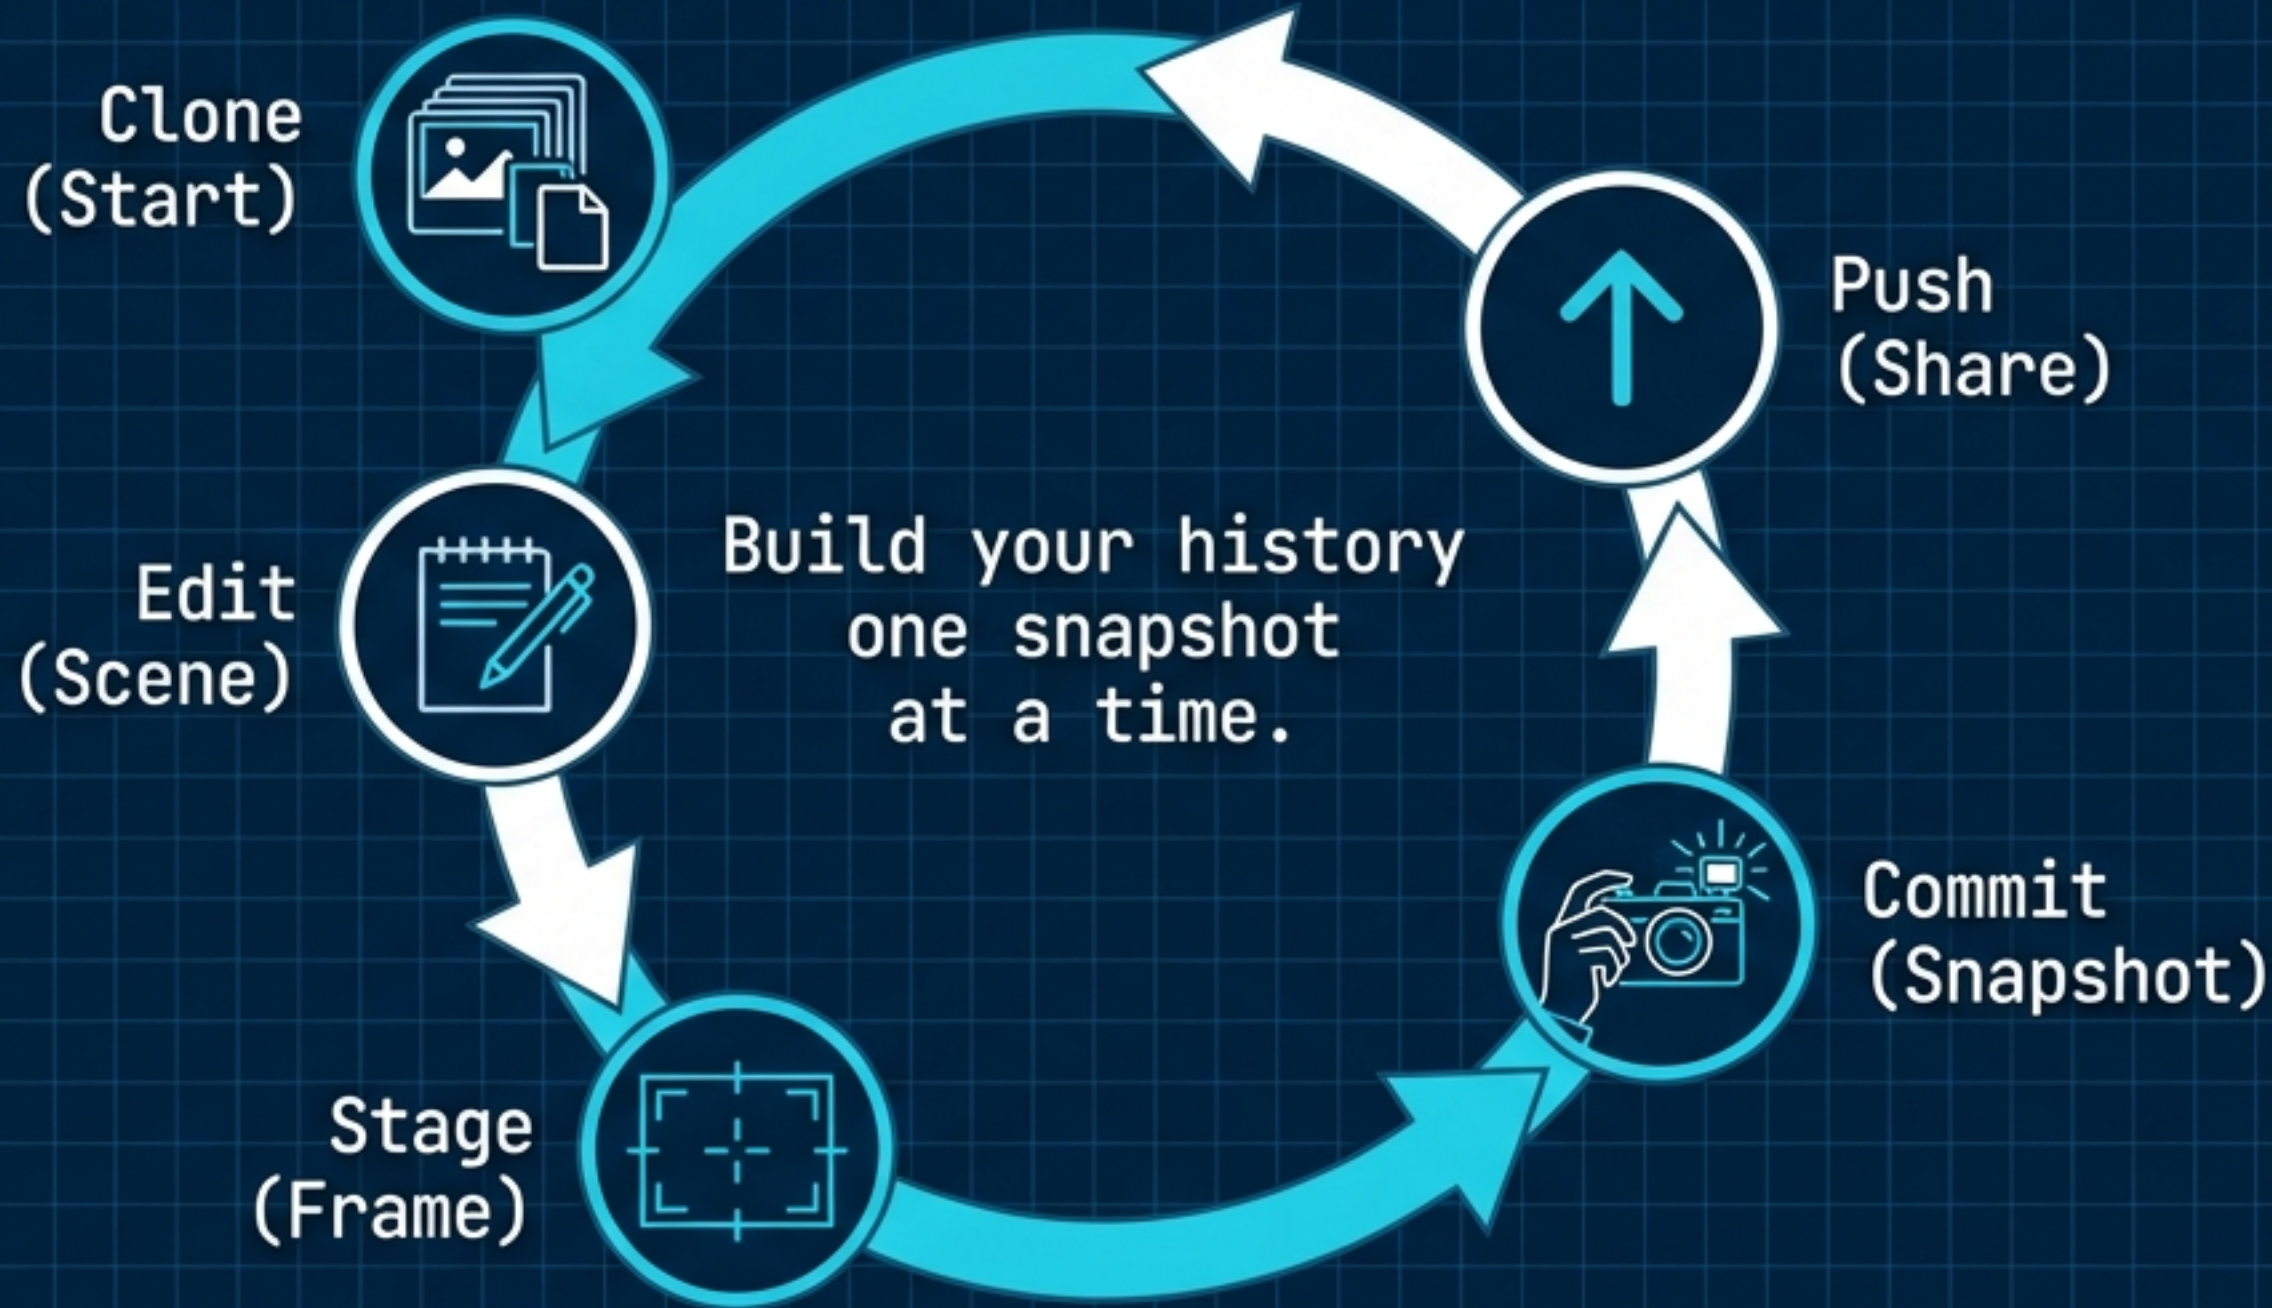 Clone
(Start)
Edit
(Scene)
Stage
(Frame)
Commit
(Snapshot)
Push
(Share)
Build your history
one snapshot
at a time.